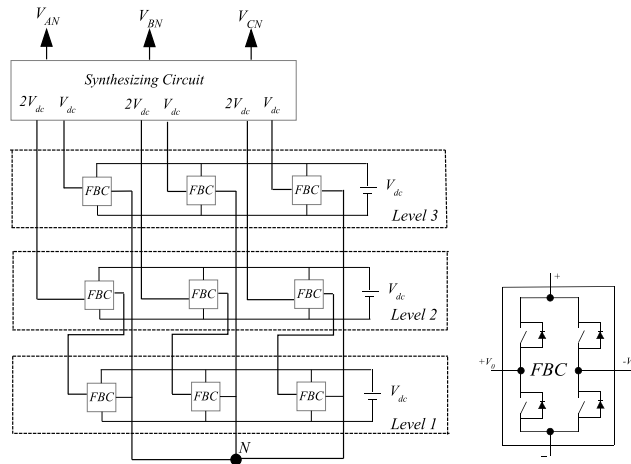 V_AN V_BN V_CN
Synthesizing Circuit
2V_dc V_dc 2V_dc V_dc 2V_dc V_dc
FBC FBC FBC V_dc
Level 3
FBC FBC FBC V_dc
Level 2
FBC FBC FBC V_dc
Level 1
N
+
+V_0 FBC -V
−